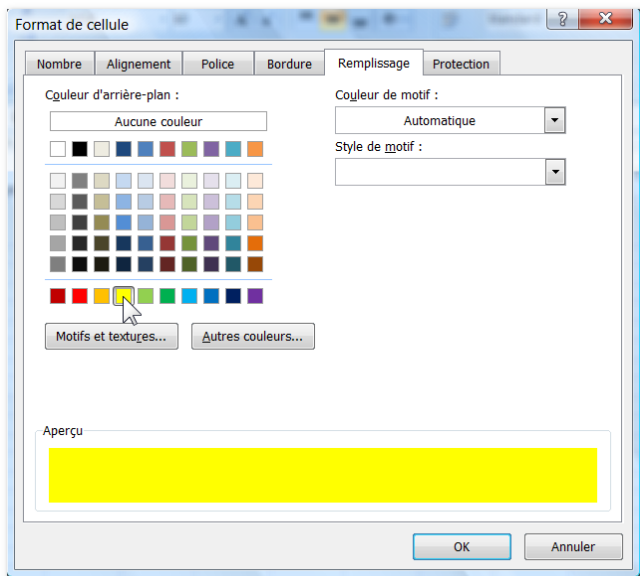 Format de cellule
Nombre Alignement Police Bordure Remplissage Protection
Couleur d'arrière-plan :
Aucune couleur
Couleur de motif :
Automatique
Style de motif :
Motifs et textures... Autres couleurs...
Aperçu
OK Annuler